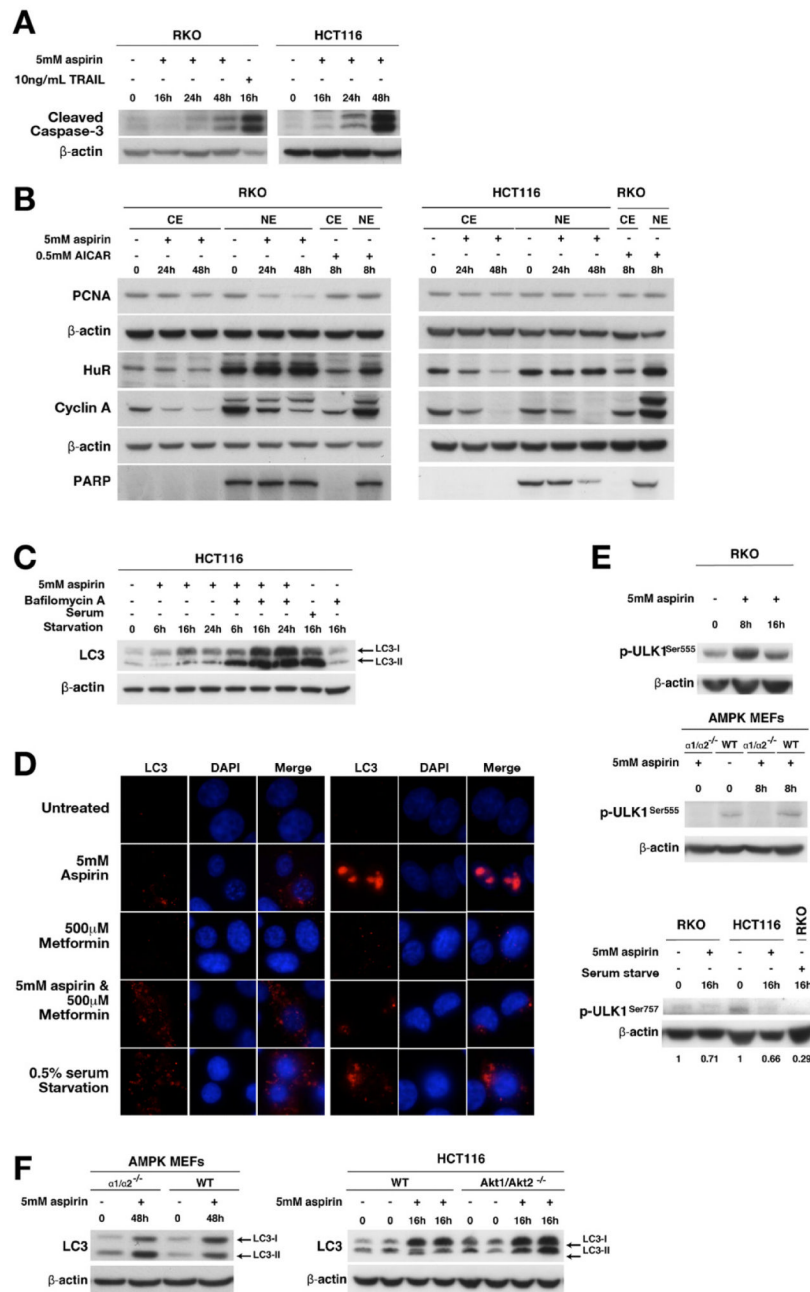 A
RKO HCT116
5mM aspirin - + + + - - + + +
10ng/mL TRAIL - - - - + - - - -
0 16h 24h 48h 16h 0 16h 24h 48h
Cleaved
Caspase-3
β-actin
B
RKO HCT116 RKO
CE NE CE NE CE NE CE NE
5mM aspirin - + + - + + - - - + + - + + - -
0.5mM AICAR - - - - - - + + - - - - - - + +
0 24h 48h 0 24h 48h 8h 8h 0 24h 48h 0 24h 48h 8h 8h
PCNA
β-actin
HuR
Cyclin A
β-actin
PARP
C
HCT116
5mM aspirin - + + + + + + - -
Bafilomycin A - - - - + + + - +
Serum
Starvation - - - - - - - + -
0 6h 16h 24h 6h 16h 24h 16h 16h
LC3
LC3-I
LC3-II
β-actin
D
LC3 DAPI Merge LC3 DAPI Merge
Untreated
5mM
Aspirin
500μM
Metformin
5mM aspirin &
500μM
Metformin
0.5% serum
Starvation
E
RKO
5mM aspirin - + +
0 8h 16h
p-ULK1Ser555
β-actin
AMPK MEFs
α1/α2-/- WT α1/α2-/- WT
5mM aspirin + - + +
0 0 8h 8h
p-ULK1Ser555
β-actin
RKO HCT116 RKO
5mM aspirin - + - + -
Serum starve - - - - +
0 16h 0 16h 16h
p-ULK1Ser757
β-actin
1 0.71 1 0.66 0.29
F
AMPK MEFs
α1/α2-/- WT
5mM aspirin - + - +
0 48h 0 48h
LC3
LC3-I
LC3-II
β-actin
HCT116
WT Akt1/Akt2 -/-
5mM aspirin - - + + - - + +
0 0 16h 16h 0 0 16h 16h
LC3
LC3-I
LC3-II
β-actin